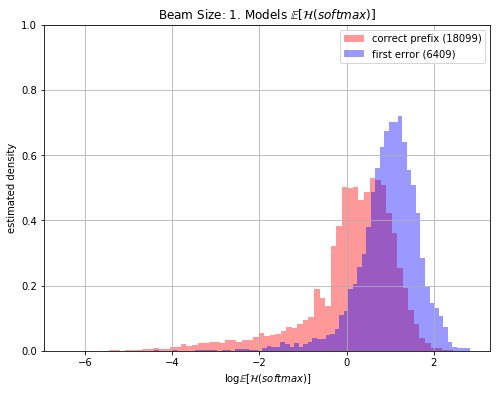 Beam Size: 1. Models 𝔼[ℋ(softmax)]
correct prefix (18099)
first error (6409)
estimated density
1.0
0.8
0.6
0.4
0.2
0.0
−6 −4 −2 0 2
log𝔼[ℋ(softmax)]